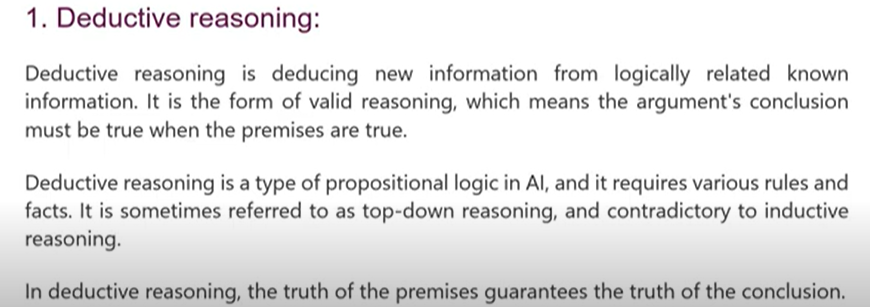 1. Deductive reasoning:
Deductive reasoning is deducing new information from logically related known
information. It is the form of valid reasoning, which means the argument's conclusion
must be true when the premises are true.
Deductive reasoning is a type of propositional logic in AI, and it requires various rules and
facts. It is sometimes referred to as top-down reasoning, and contradictory to inductive
reasoning.
In deductive reasoning, the truth of the premises guarantees the truth of the conclusion.